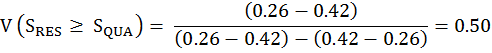 V (S_RES ≥ S_QUA) = (0.26 − 0.42) / ((0.26 − 0.42) − (0.42 − 0.26)) = 0.50